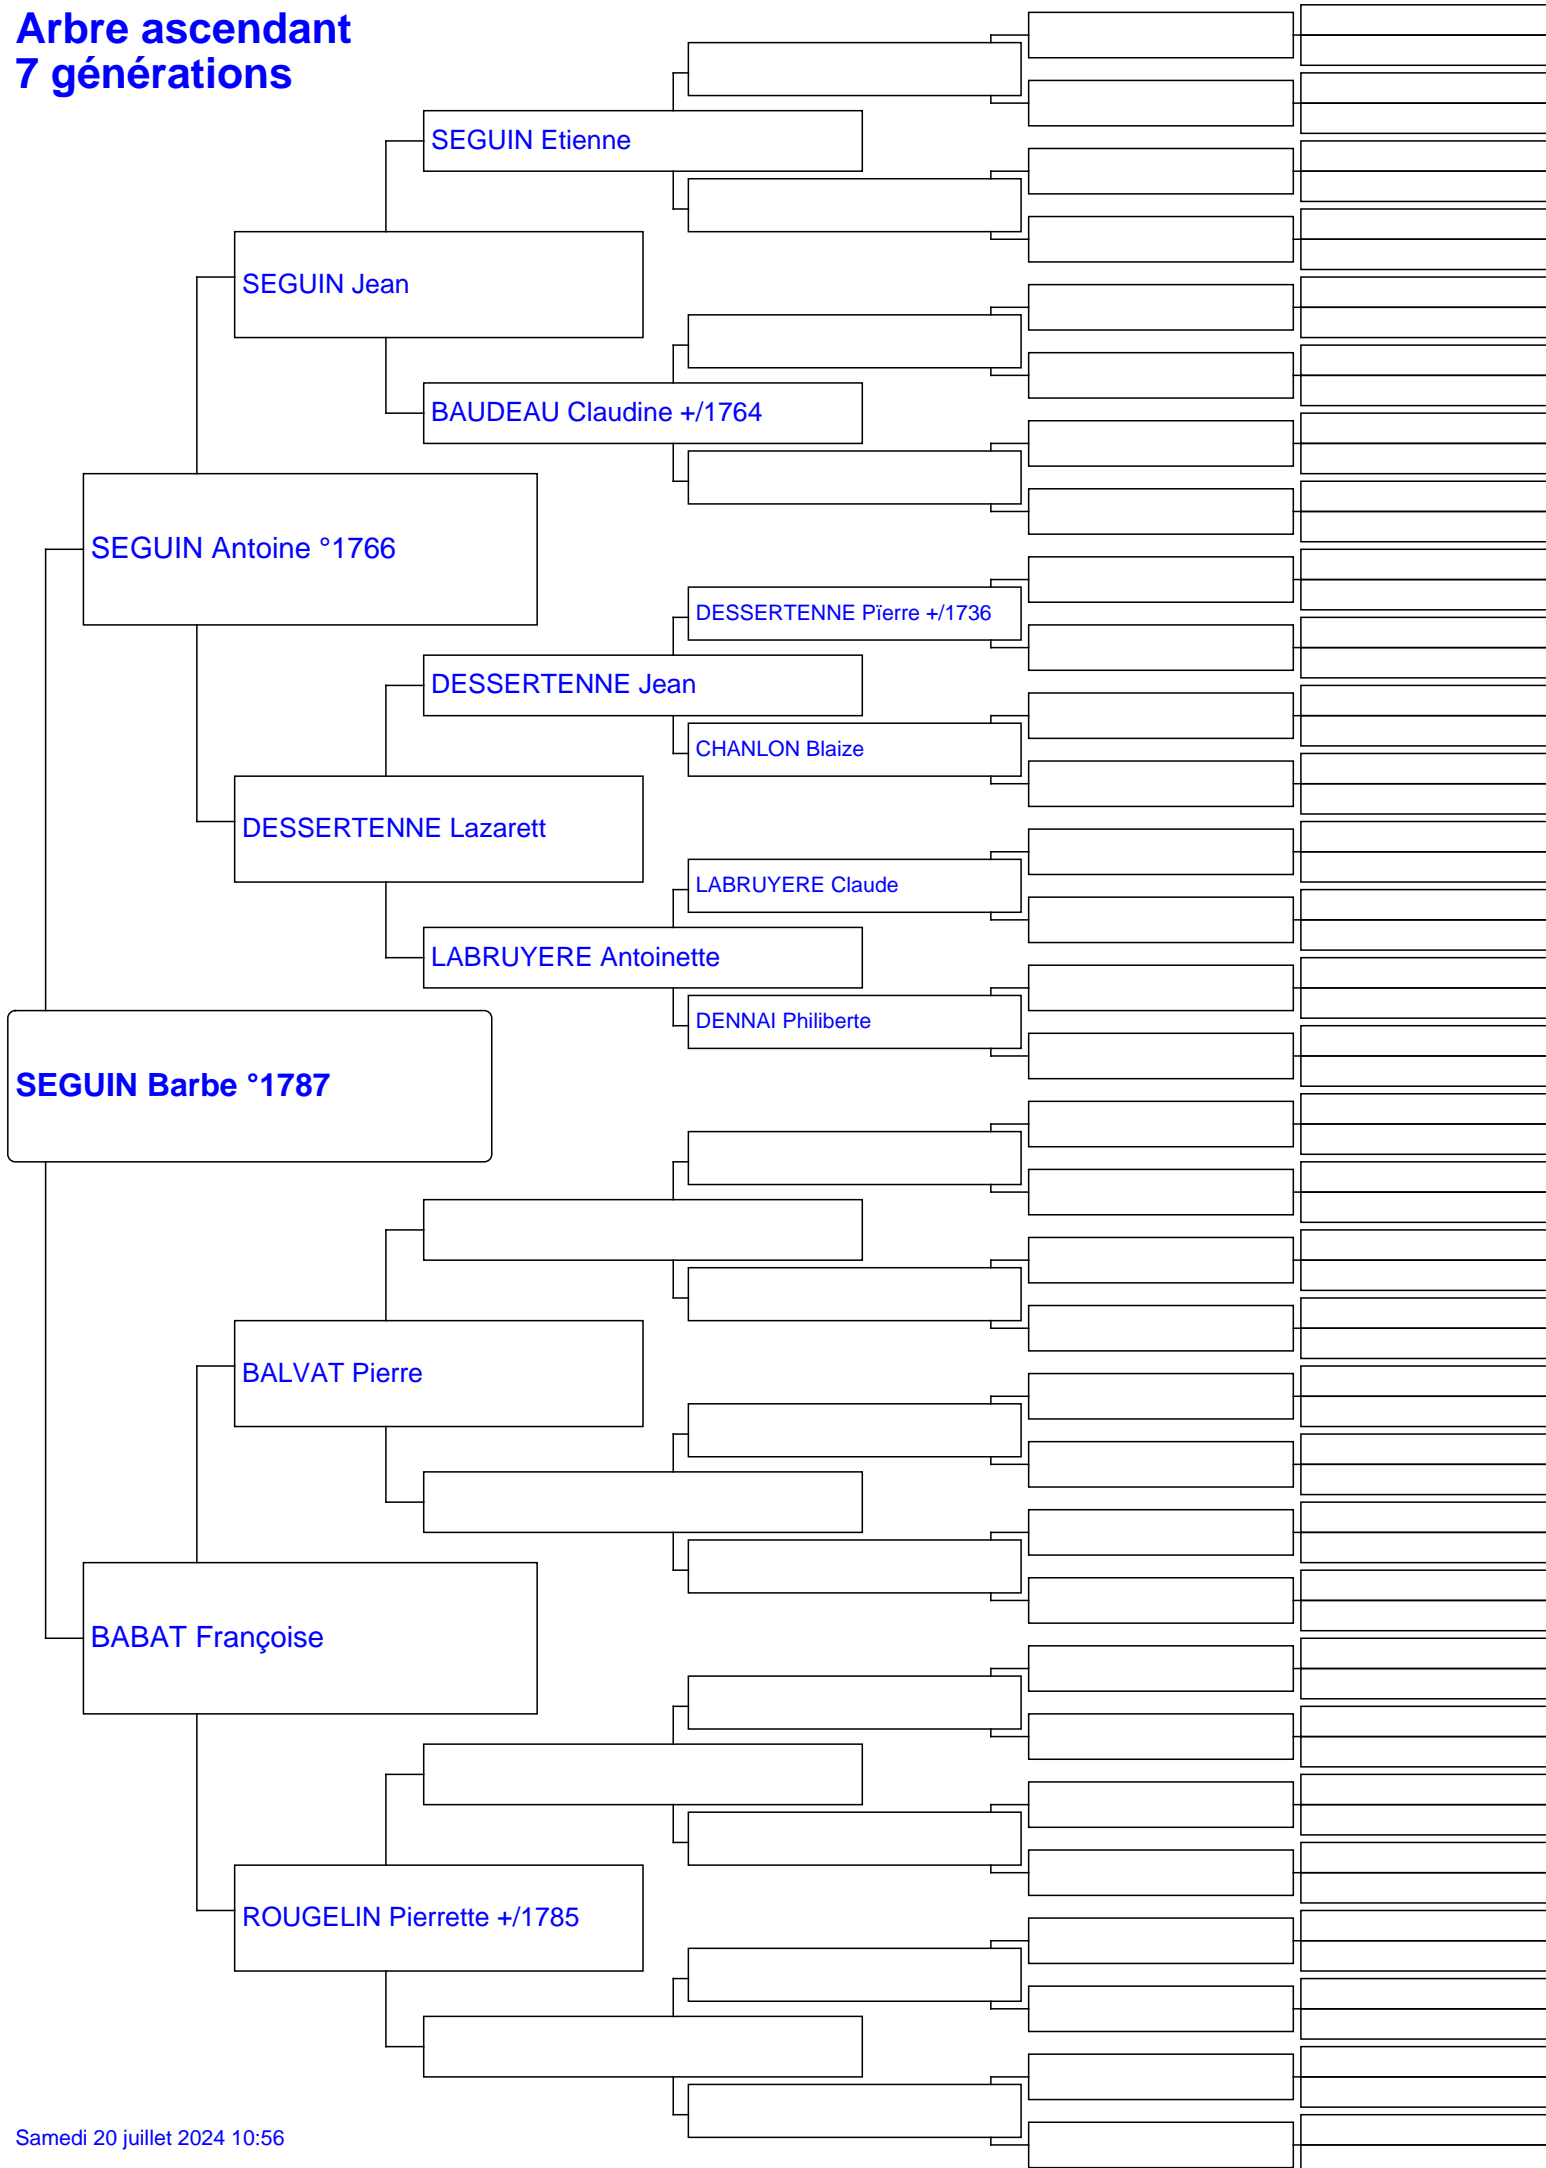 Arbre ascendant
7 générations
SEGUIN Etienne
SEGUIN Jean
BAUDEAU Claudine +/1764
SEGUIN Antoine °1766
DESSERTENNE Pïerre +/1736
DESSERTENNE Jean
CHANLON Blaize
DESSERTENNE Lazarett
LABRUYERE Claude
LABRUYERE Antoinette
DENNAI Philiberte
SEGUIN Barbe °1787
BALVAT Pierre
BABAT Françoise
ROUGELIN Pierrette +/1785
Samedi 20 juillet 2024 10:56